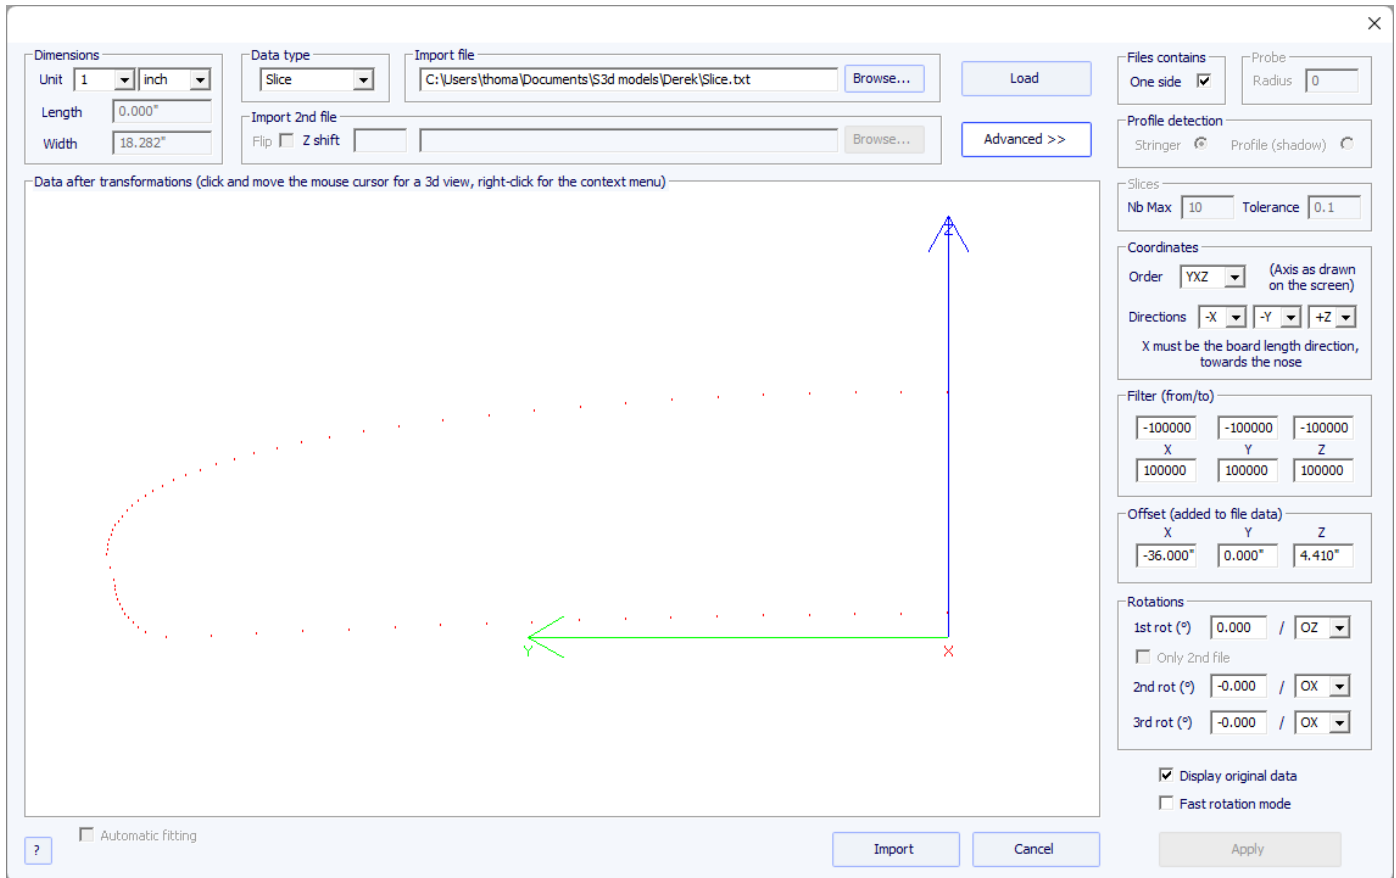 Dimensions
Unit 1 inch
Length 0.000"
Width 18.282"
Data type
Slice
Import file
C:\Users\thoma\Documents\S3d models\Derek\Slice.txt Browse...
Import 2nd file
Flip Z shift Browse...
Load
Advanced >>
Files contains
One side
Probe
Radius 0
Profile detection
Stringer Profile (shadow)
Slices
Nb Max 10 Tolerance 0.1
Coordinates
Order YXZ (Axis as drawn
on the screen)
Directions -X -Y +Z
X must be the board length direction,
towards the nose
Filter (from/to)
-100000 -100000 -100000
X Y Z
100000 100000 100000
Offset (added to file data)
X Y Z
-36.000" 0.000" 4.410"
Rotations
1st rot (º) 0.000 / OZ
Only 2nd file
2nd rot (º) -0.000 / OX
3rd rot (º) -0.000 / OX
Display original data
Fast rotation mode
Apply
Data after transformations (click and move the mouse cursor for a 3d view, right-click for the context menu)
Z
Y
X
? Automatic fitting
Import Cancel